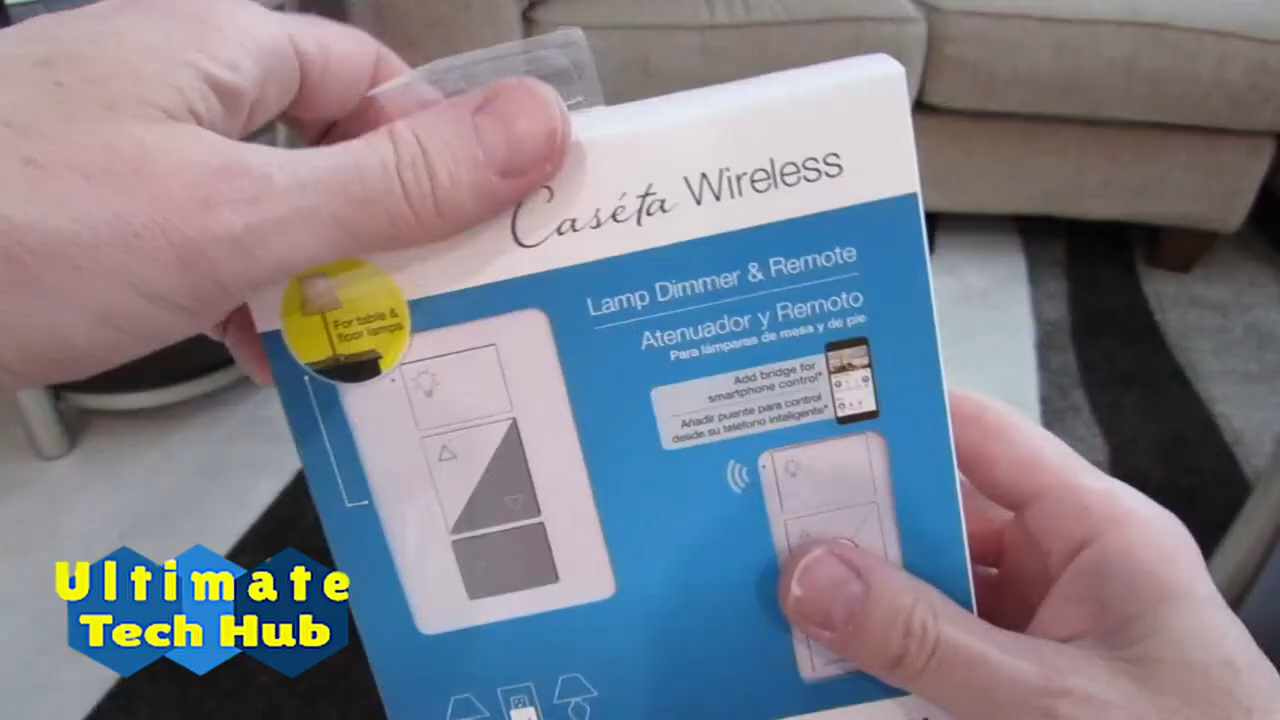 Caséta Wireless
Lamp Dimmer & Remote
Atenuador y Remoto
Para lámparas de mesa y de pie
For table &
floor lamps
Add bridge for
smartphone control*
Añadir puente para control
desde su teléfono inteligente*
Ultimate
Tech Hub